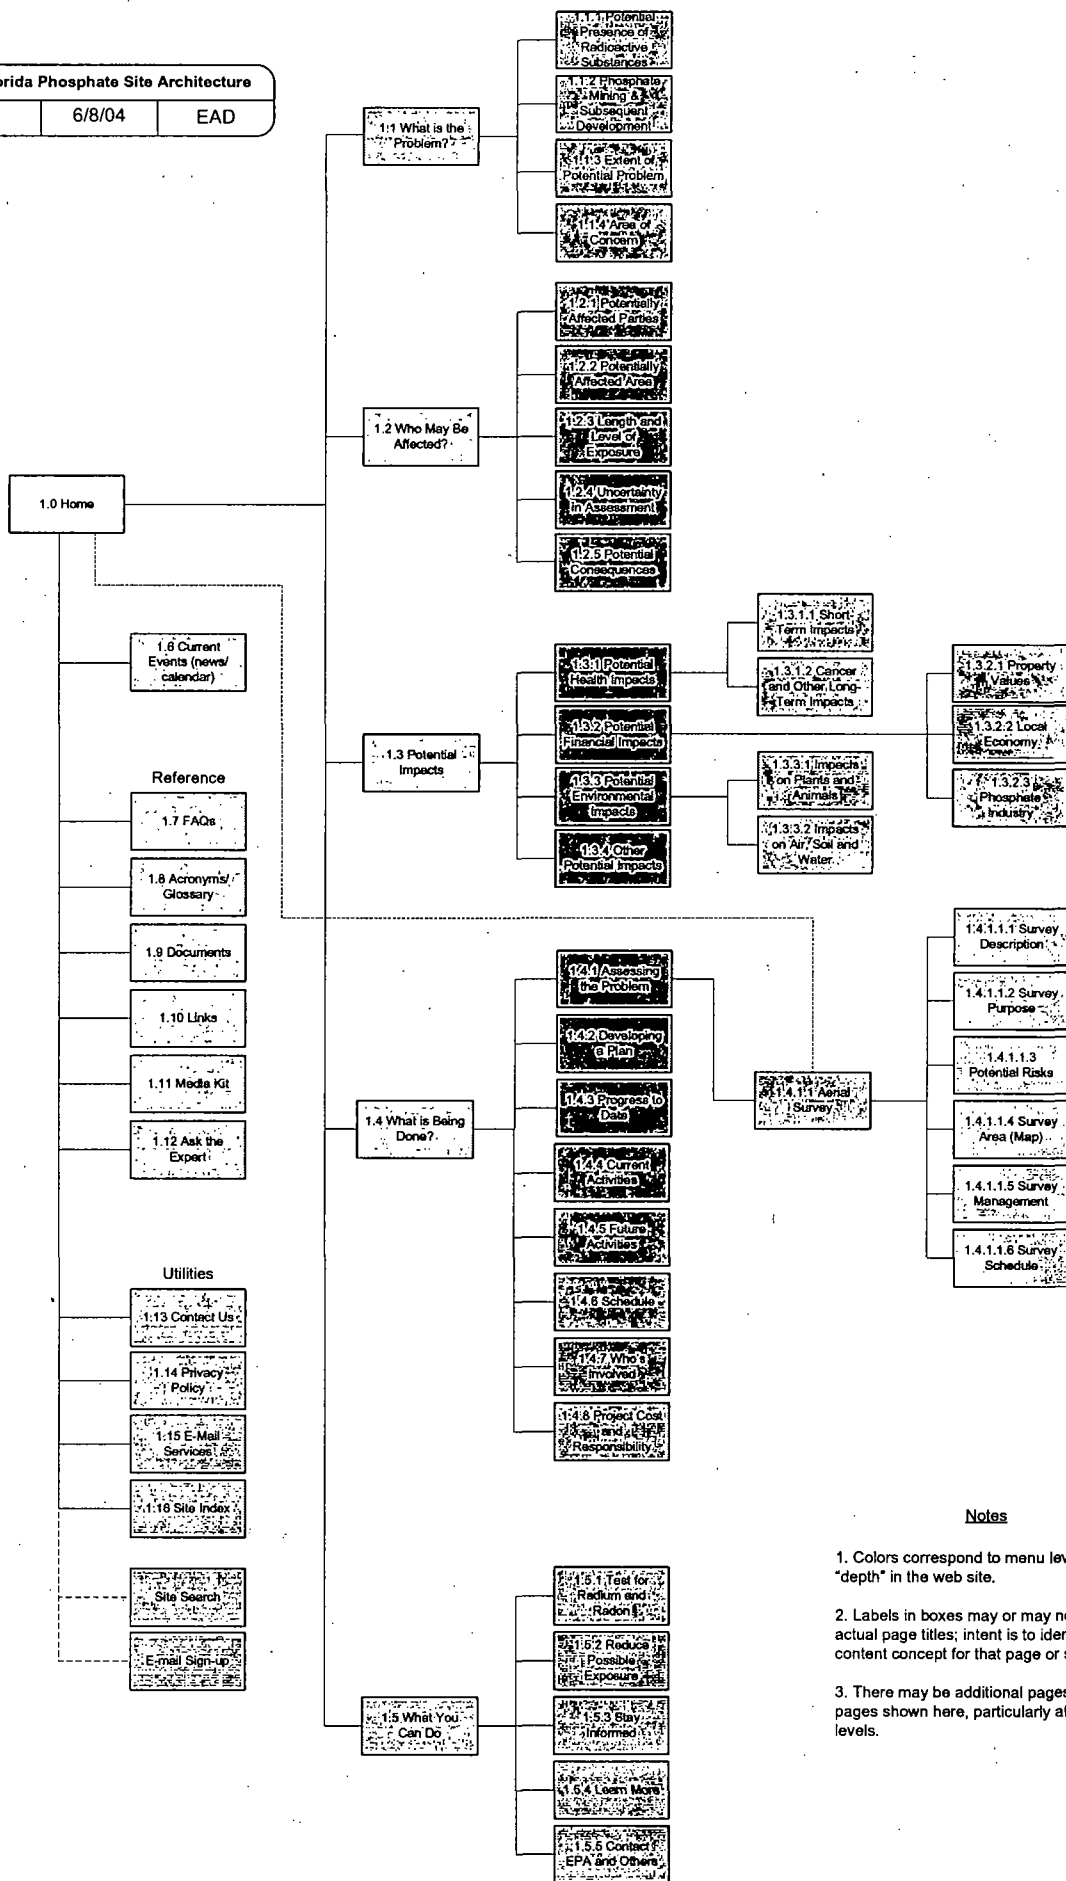 orida Phosphate Site Architecture
6/8/04
EAD
1.0 Home
1.6 Current
Events (news/
calendar)
Reference
1.7 FAQs
1.8 Acronyms/
Glossary
1.9 Documents
1.10 Links
1.11 Media Kit
1.12 Ask the
Expert
Utilities
1.13 Contact Us
1.14 Privacy
Policy
1.15 E-Mail
Services
1.16 Site Index
Site Search
E-mail Sign-up
1.1 What is the
Problem?
1.1.1 Potential
Presence of
Radioactive
Substances
1.1.2 Phosphate
Mining &
Subsequent
Development
1.1.3 Extent of
Potential Problem
1.1.4 Area of
Concern
1.2 Who May Be
Affected?
1.2.1 Potentially
Affected Parties
1.2.2 Potentially
Affected Area
1.2.3 Length and
Level of
Exposure
1.2.4 Uncertainty
in Assessment
1.2.5 Potential
Consequences
1.3 Potential
Impacts
1.3.1 Potential
Health Impacts
1.3.1.1 Short-
Term Impacts
1.3.1.2 Cancer
and Other Long-
Term Impacts
1.3.2 Potential
Financial Impacts
1.3.2.1 Property
Values
1.3.2.2 Local
Economy
1.3.2.3
Phosphate
Industry
1.3.3 Potential
Environmental
Impacts
1.3.3.1 Impacts
on Plants and
Animals
1.3.3.2 Impacts
on Air, Soil and
Water
1.3.4 Other
Potential Impacts
1.4 What is Being
Done?
1.4.1 Assessing
the Problem
1.4.1.1 Aerial
Survey
1.4.1.1.1 Survey
Description
1.4.1.1.2 Survey
Purpose
1.4.1.1.3
Potential Risks
1.4.1.1.4 Survey
Area (Map)
1.4.1.1.5 Survey
Management
1.4.1.1.6 Survey
Schedule
1.4.2 Developing
a Plan
1.4.3 Progress to
Date
1.4.4 Current
Activities
1.4.5 Future
Activities
1.4.6 Schedule
1.4.7 Who's
Involved
1.4.8 Project Cost
and
Responsibility
1.5 What You
Can Do
1.5.1 Test for
Radium and
Radon
1.5.2 Reduce
Possible
Exposure
1.5.3 Stay
Informed
1.5.4 Learn More
1.5.5 Contact
EPA and Others
Notes
1. Colors correspond to menu lev
"depth" in the web site.
2. Labels in boxes may or may no
actual page titles; intent is to iden
content concept for that page or s
3. There may be additional pages
pages shown here, particularly at
levels.